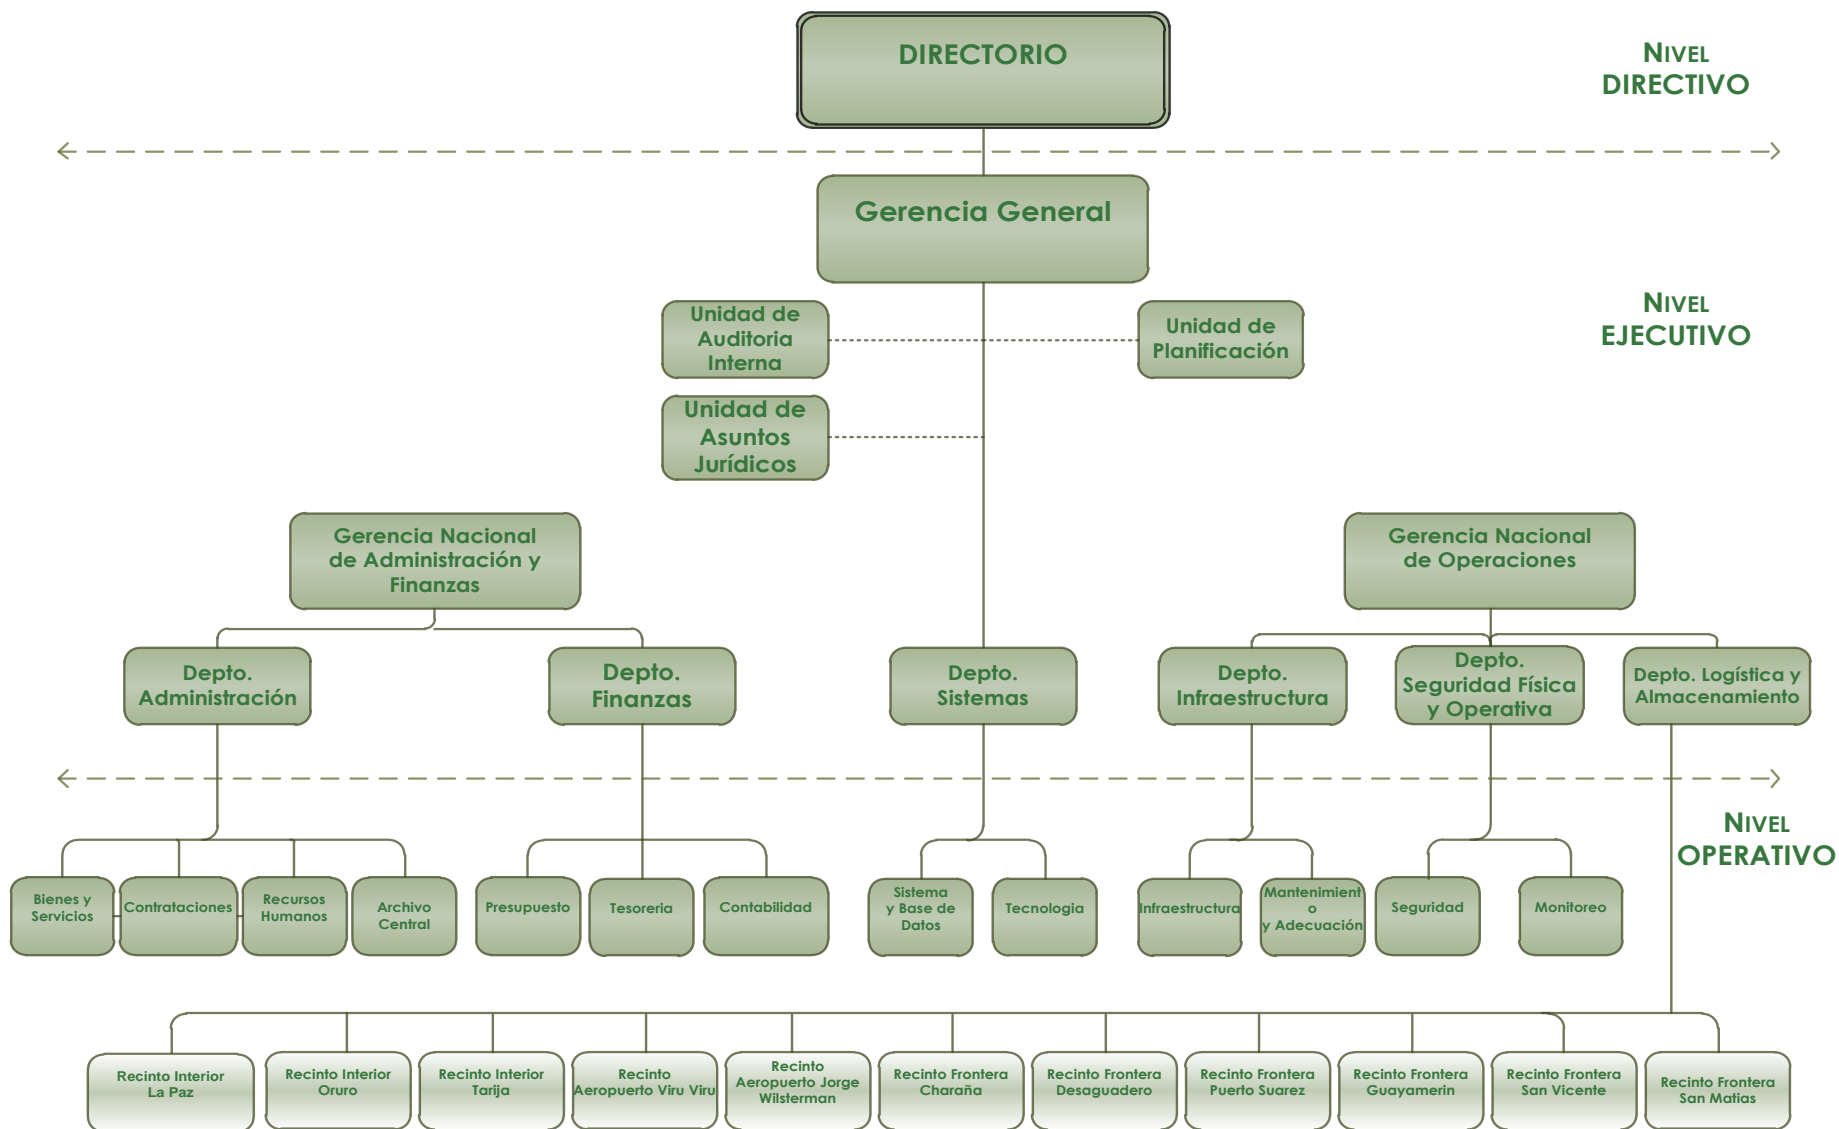 DIRECTORIO
NIVEL
DIRECTIVO
Gerencia General
NIVEL
EJECUTIVO
Unidad de
Auditoria
Interna
Unidad de
Planificación
Unidad de
Asuntos
Jurídicos
Gerencia Nacional
de Administración y
Finanzas
Gerencia Nacional
de Operaciones
Depto.
Administración
Depto.
Finanzas
Depto.
Sistemas
Depto.
Infraestructura
Depto.
Seguridad Física
y Operativa
Depto. Logística y
Almacenamiento
NIVEL
OPERATIVO
Bienes y
Servicios
Contrataciones
Recursos
Humanos
Archivo
Central
Presupuesto
Tesoreria
Contabilidad
Sistema
y Base de
Datos
Tecnologia
Infraestructura
Mantenimient
o
y Adecuación
Seguridad
Monitoreo
Recinto Interior
La Paz
Recinto Interior
Oruro
Recinto Interior
Tarija
Recinto
Aeropuerto Viru Viru
Recinto
Aeropuerto Jorge
Wilsterman
Recinto Frontera
Charaña
Recinto Frontera
Desaguadero
Recinto Frontera
Puerto Suarez
Recinto Frontera
Guayamerin
Recinto Frontera
San Vicente
Recinto Frontera
San Matias